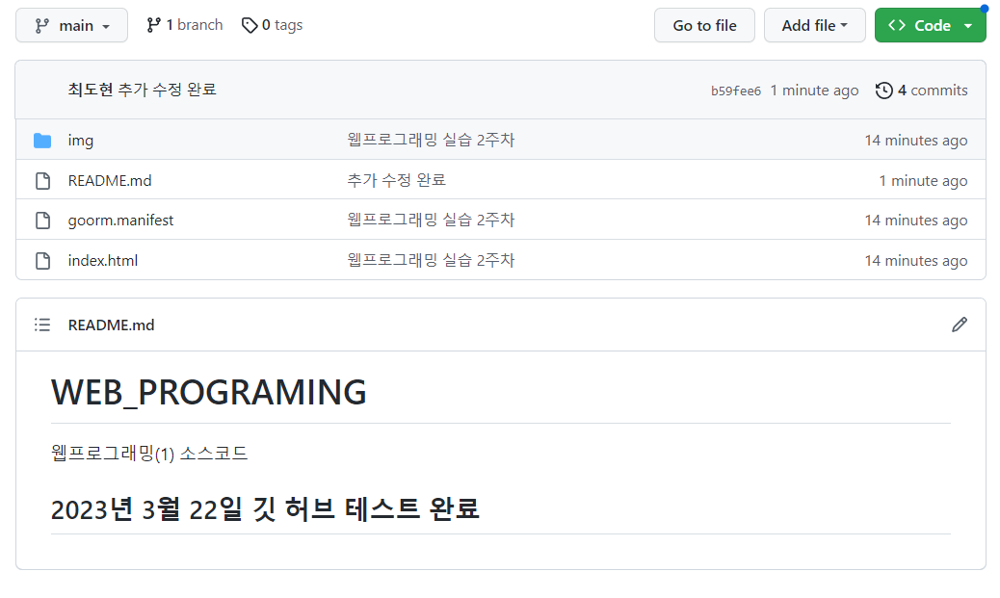 main 1 branch 0 tags Go to file Add file Code
최도현 추가 수정 완료 b59fee6 1 minute ago 4 commits
img 웹프로그래밍 실습 2주차 14 minutes ago
README.md 추가 수정 완료 1 minute ago
goorm.manifest 웹프로그래밍 실습 2주차 14 minutes ago
index.html 웹프로그래밍 실습 2주차 14 minutes ago
README.md
WEB_PROGRAMING
웹프로그래밍(1) 소스코드
2023년 3월 22일 깃 허브 테스트 완료